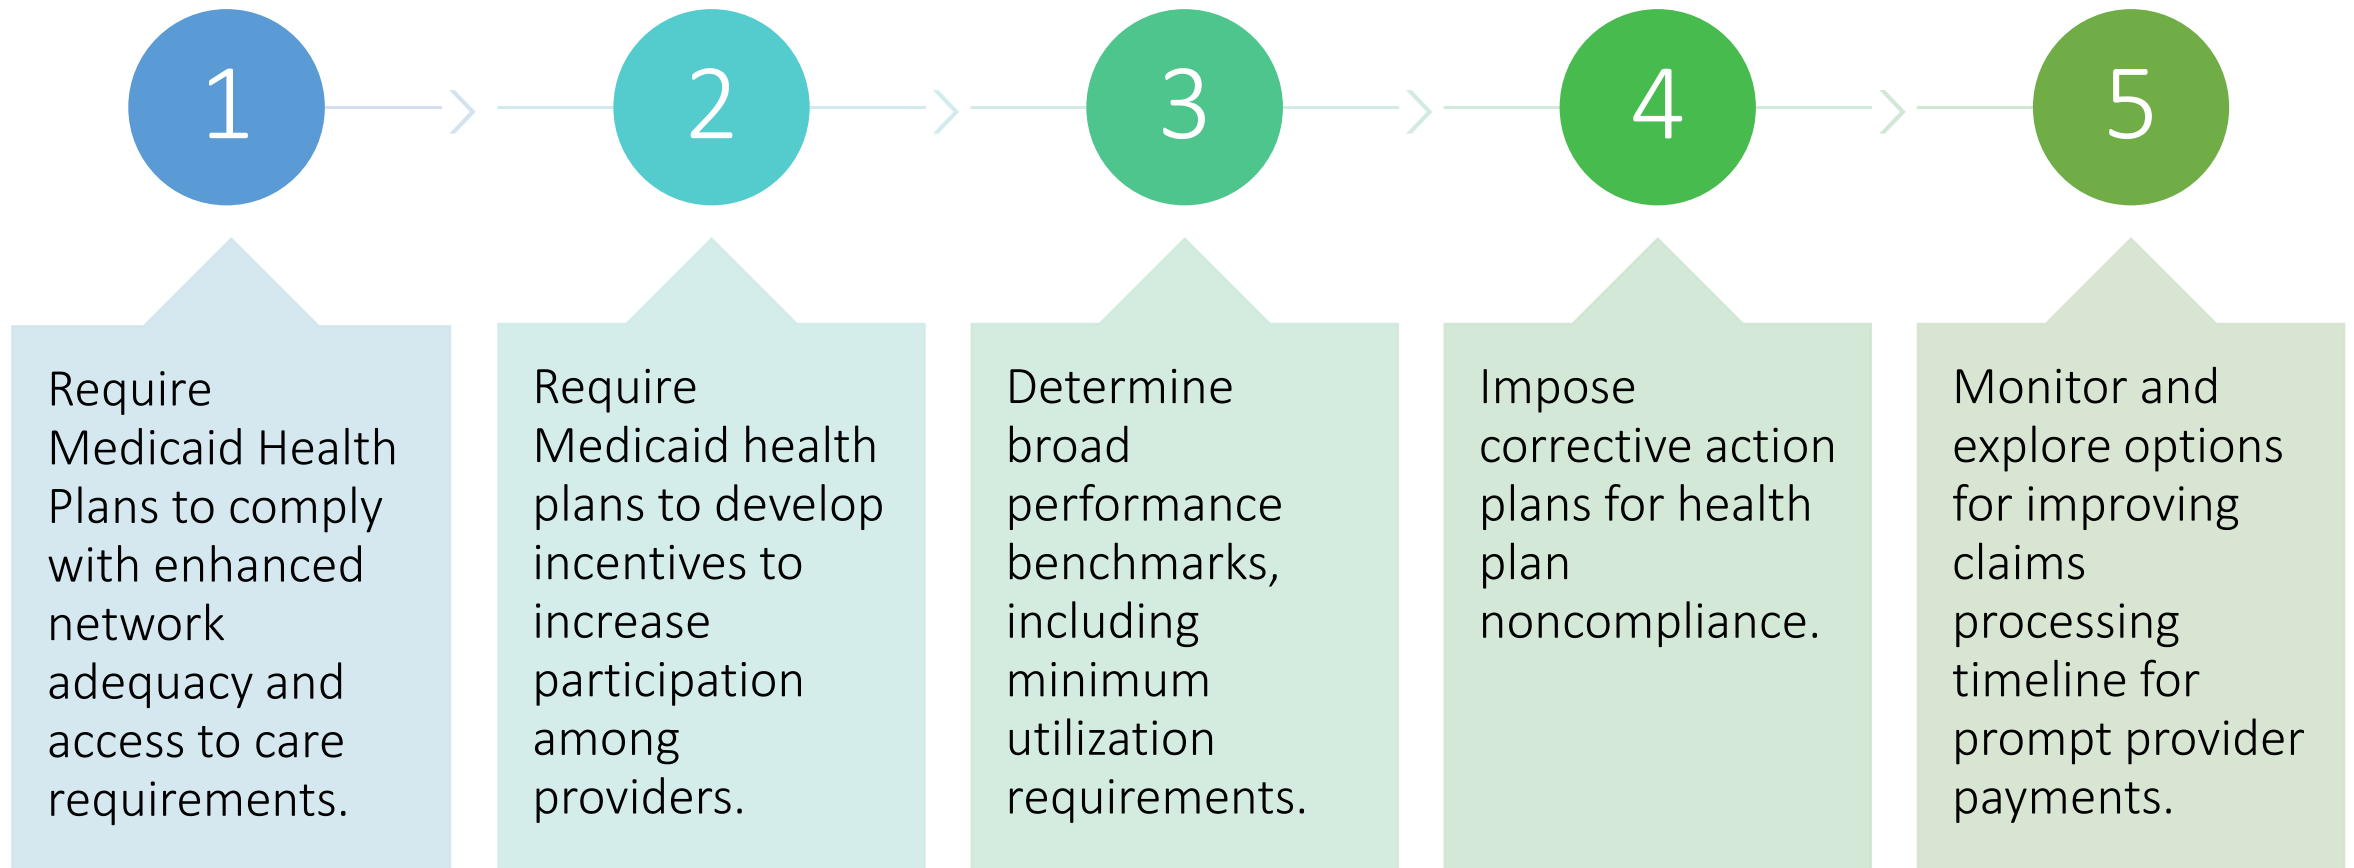 1
Require
Medicaid Health
Plans to comply
with enhanced
network
adequacy and
access to care
requirements.
2
Require
Medicaid health
plans to develop
incentives to
increase
participation
among
providers.
3
Determine
broad
performance
benchmarks,
including
minimum
utilization
requirements.
4
Impose
corrective action
plans for health
plan
noncompliance.
5
Monitor and
explore options
for improving
claims
processing
timeline for
prompt provider
payments.